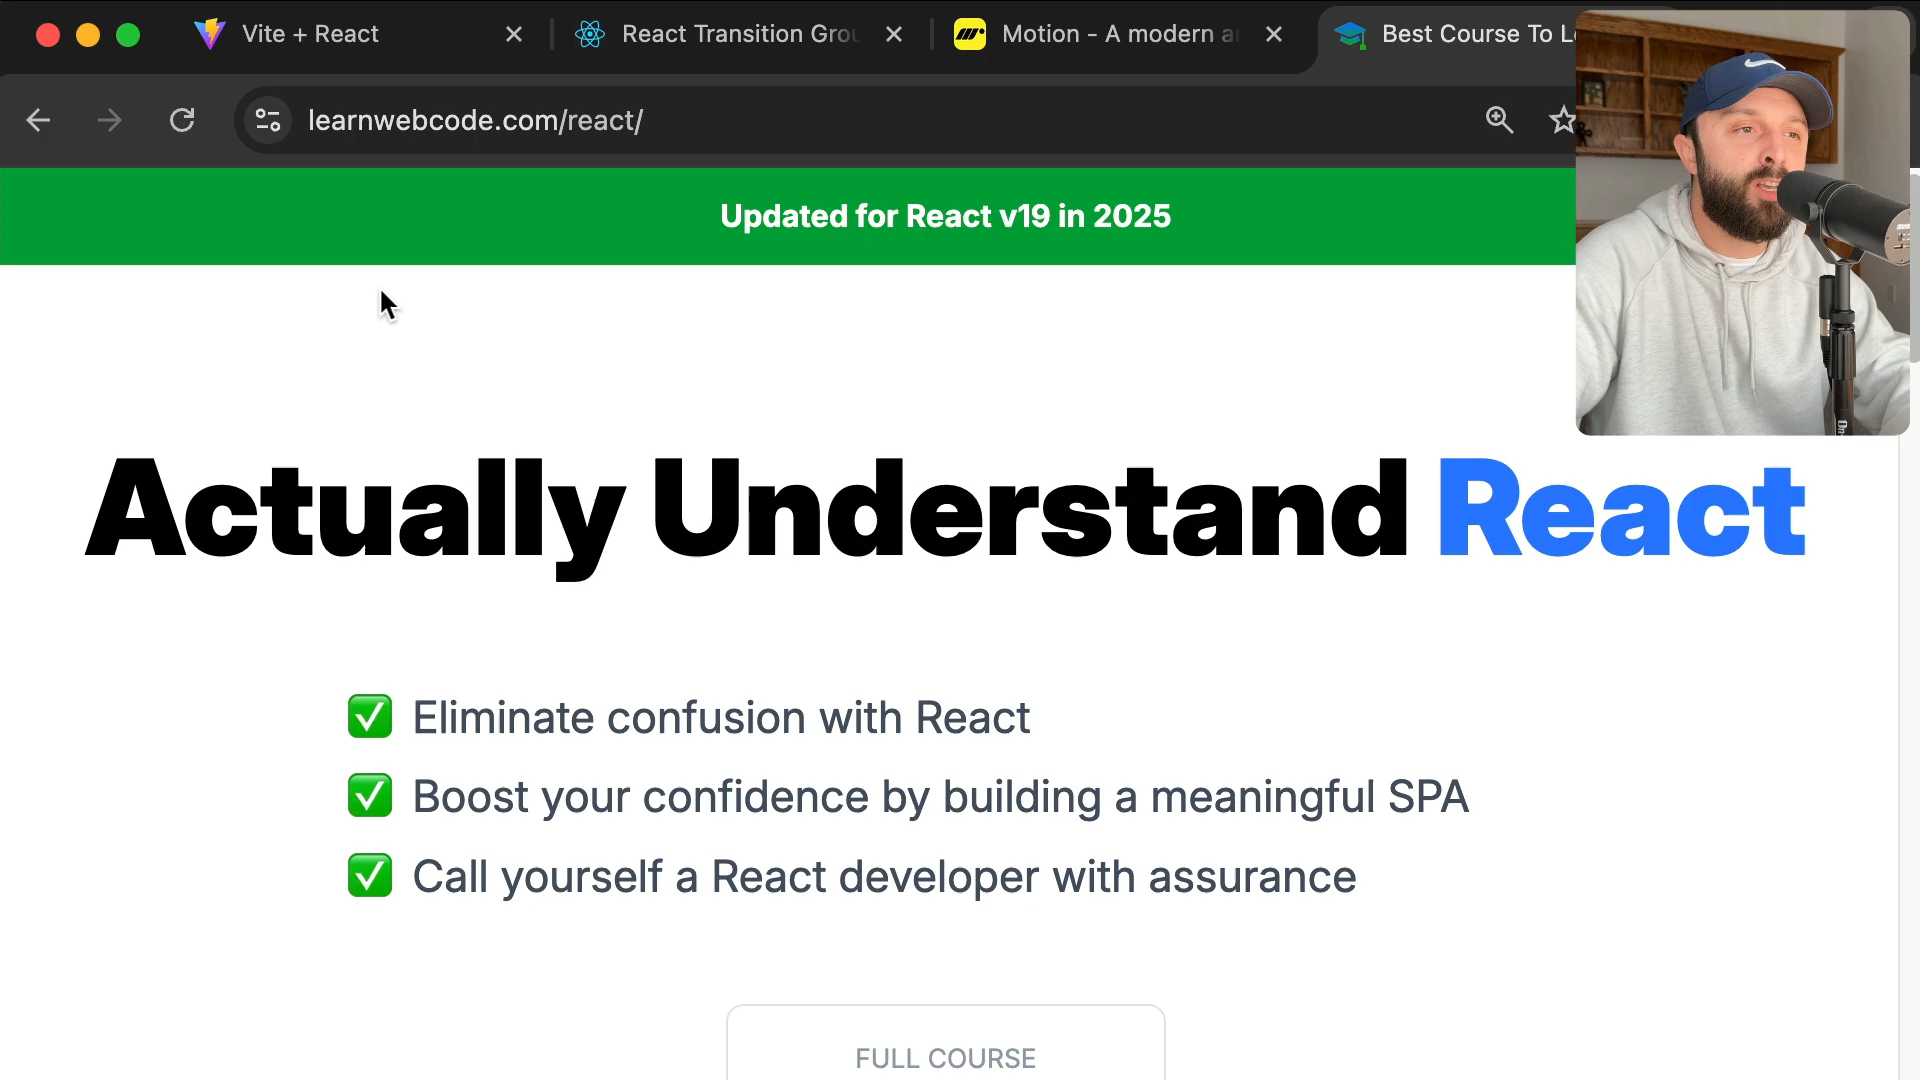 Vite + React
React Transition Grou
Motion - A modern a
Best Course To Le
learnwebcode.com/react/
Updated for React v19 in 2025
Actually Understand React
✅ Eliminate confusion with React
✅ Boost your confidence by building a meaningful SPA
✅ Call yourself a React developer with assurance
FULL COURSE